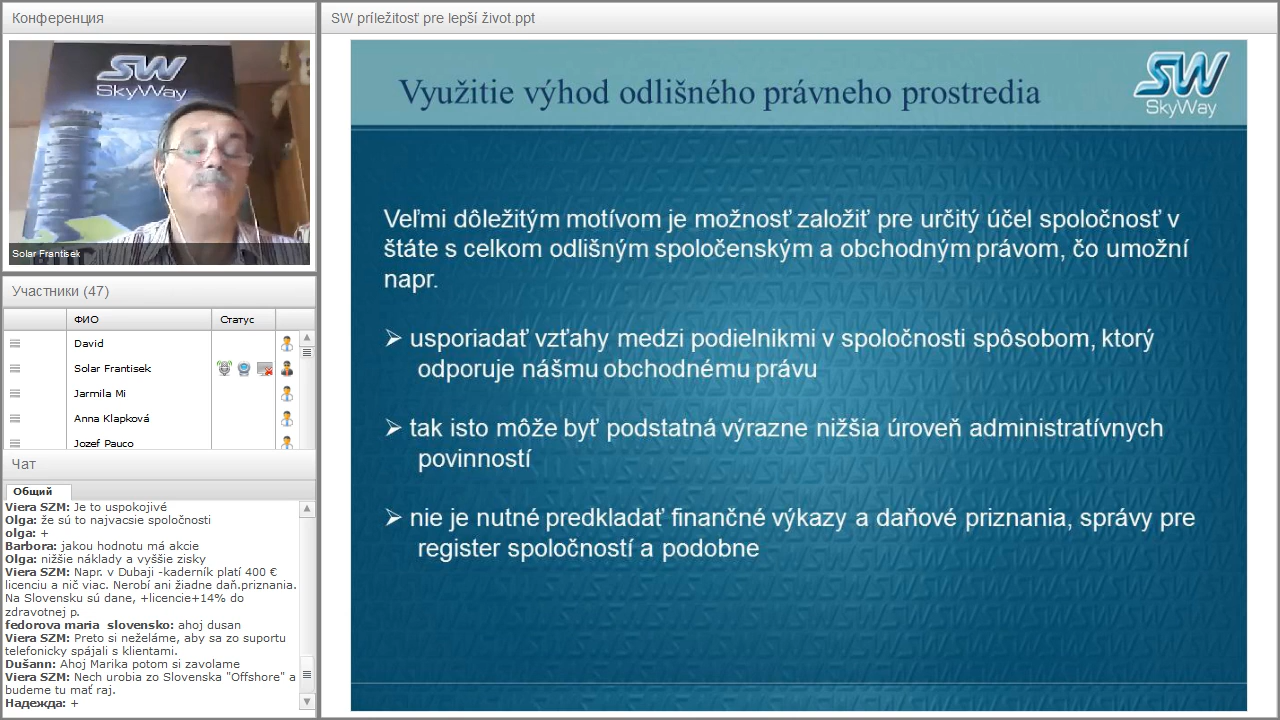 Конференция
SW príležitosť pre lepší život.ppt
SW
SkyWay
Solar Frantisek
Участники (47)
ФИО
Статус
David
Solar Frantisek
Jarmila Mi
Anna Klapková
Jozef Pauco
Чат
Общий
Viera SZM: Je to uspokojivé
Olga: že sú to najväčšie spoločnosti
olga: +
Barbora: jakou hodnotu má akcie
Olga: nižšie náklady a vyššie zisky
Viera SZM: Napr. v Dubaji -kaderník platí 400 €
licenciu a nič viac. Nerobí ani žiadne daň,priznania.
Na Slovensku sú dane, +licencie+14% do
zdravotnej p.
fedorova maria slovensko: ahoj dusan
Viera SZM: Preto si neželáme, aby sa zo suportu
telefonicky spájali s klientami.
Dušann: Ahoj Marika potom si zavolame
Viera SZM: Nech urobia zo Slovenska "Offshore" a
budeme tu mať raj.
Надежда: +
Využitie výhod odlišného právneho prostredia
SW
SkyWay
Veľmi dôležitým motívom je možnosť založiť pre určitý účel spoločnosť v
štáte s celkom odlišným spoločenským a obchodným právom, čo umožní
napr.
➢ usporiadať vzťahy medzi podielnikmi v spoločnosti spôsobom, ktorý
odporuje nášmu obchodnému právu
➢ tak isto môže byť podstatná výrazne nižšia úroveň administratívnych
povinností
➢ nie je nutné predkladať finančné výkazy a daňové priznania, správy pre
register spoločností a podobne